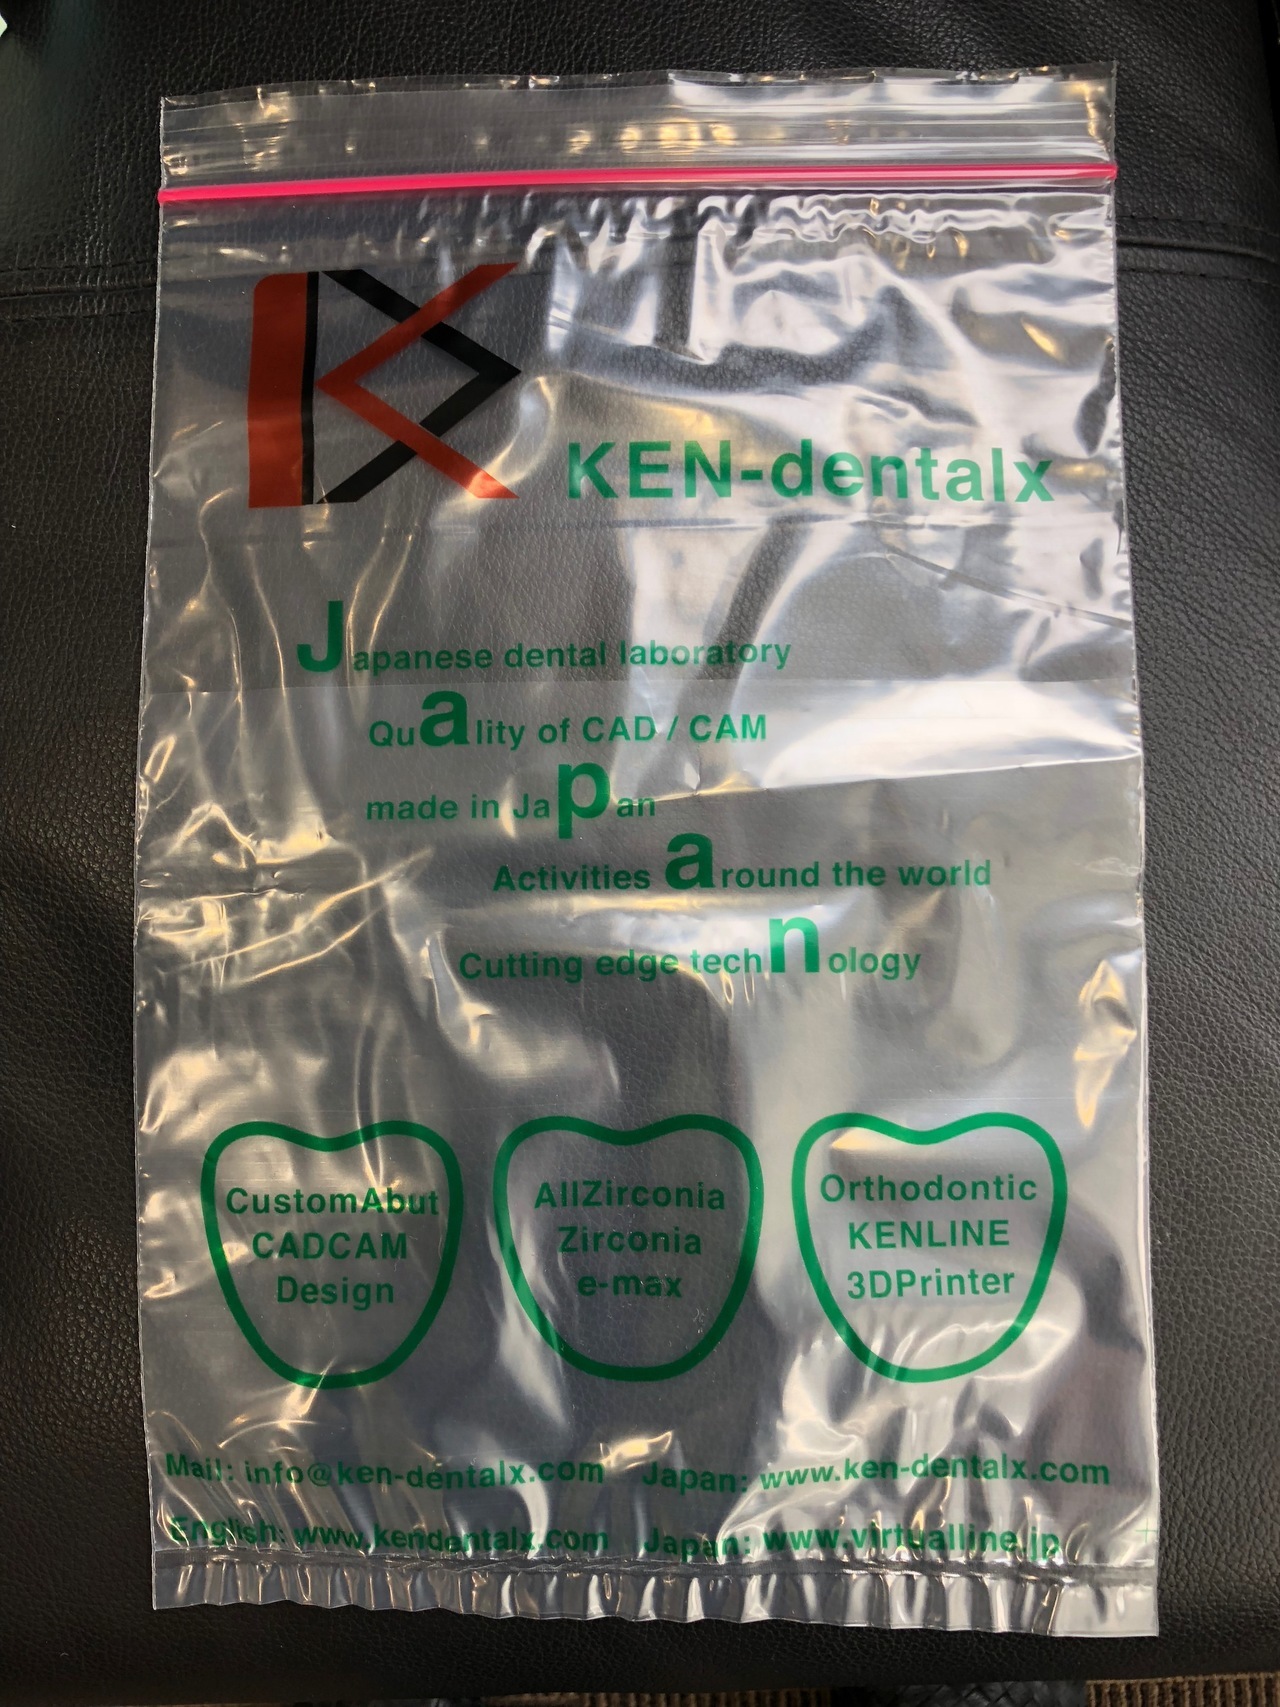 KEN-dentalx
Japanese dental laboratory
Quality of CAD / CAM
made in Japan
Activities around the world
Cutting edge technology
CustomAbut
CADCAM
Design
AllZirconia
Zirconia
e-max
Orthodontic
KENLINE
3DPrinter
Mail: info@ken-dentalx.com Japan: www.ken-dentalx.com
English: www.kendentalx.com Japan: www.virtualline.jp